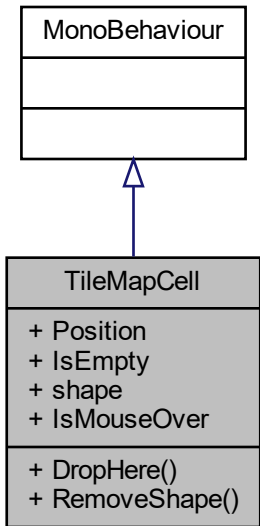 MonoBehaviour
TileMapCell
+ Position
+ IsEmpty
+ shape
+ IsMouseOver
+ DropHere()
+ RemoveShape()